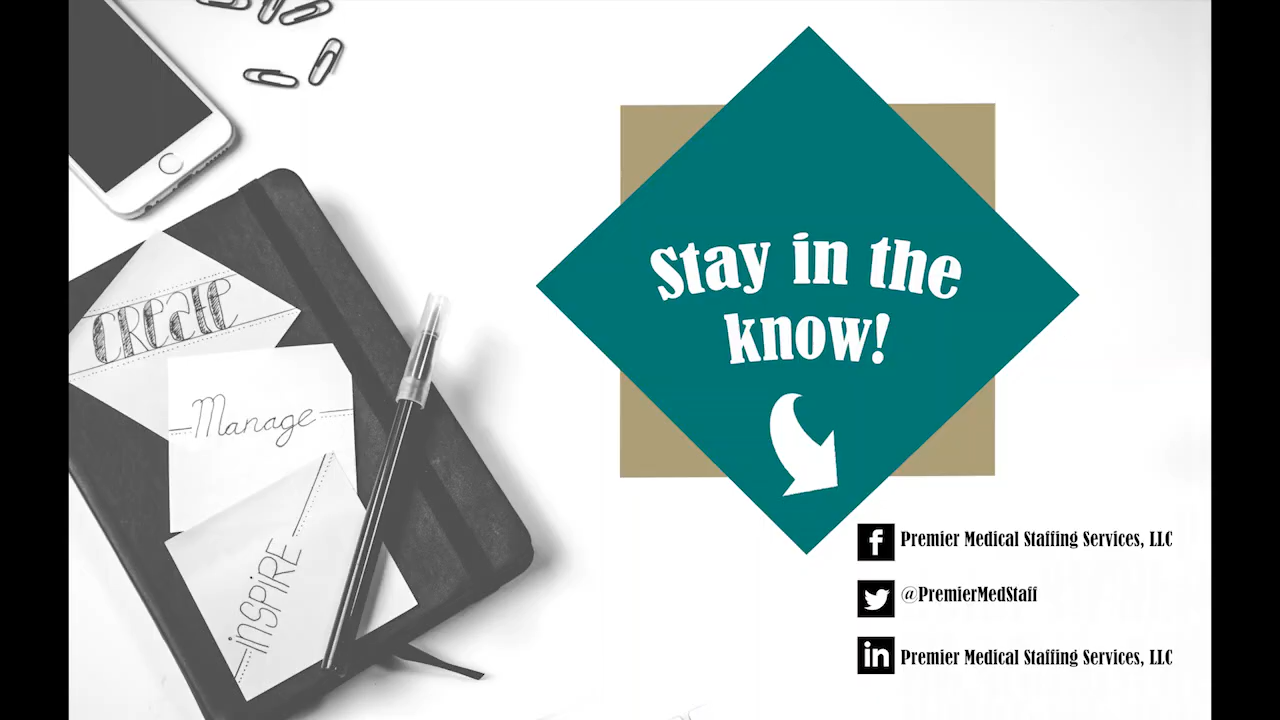 CREATE
Manage
INSPIRE
Stay in the
know!
Premier Medical Staffing Services, LLC
@PremierMedStaff
Premier Medical Staffing Services, LLC